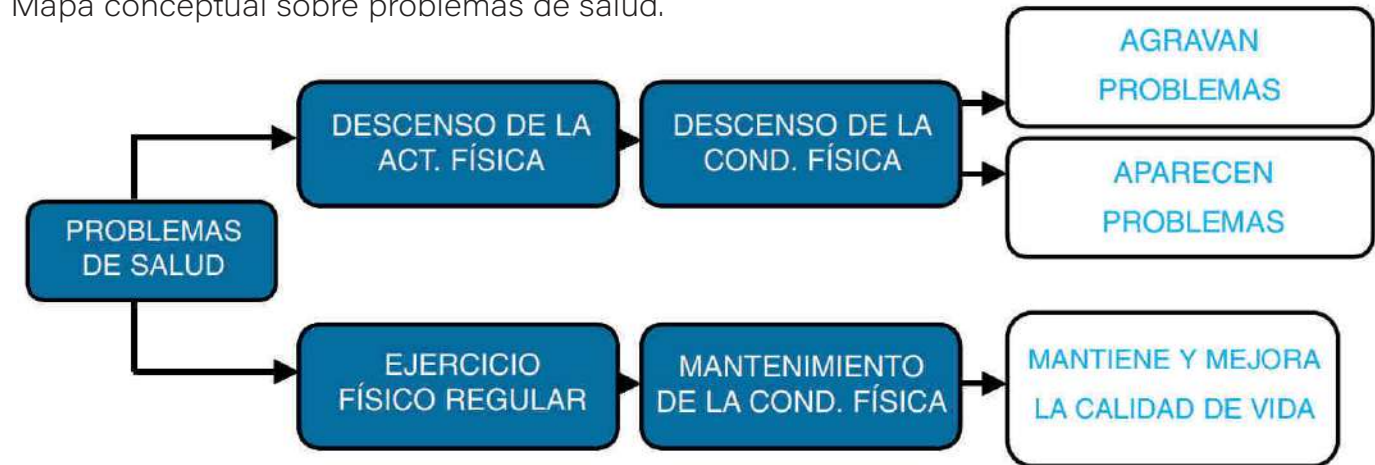 Mapa conceptual sobre problemas de salud.
PROBLEMAS
DE SALUD
DESCENSO DE LA
ACT. FÍSICA
DESCENSO DE LA
COND. FÍSICA
AGRAVAN
PROBLEMAS
APARECEN
PROBLEMAS
EJERCICIO
FÍSICO REGULAR
MANTENIMIENTO
DE LA COND. FÍSICA
MANTIENE Y MEJORA
LA CALIDAD DE VIDA